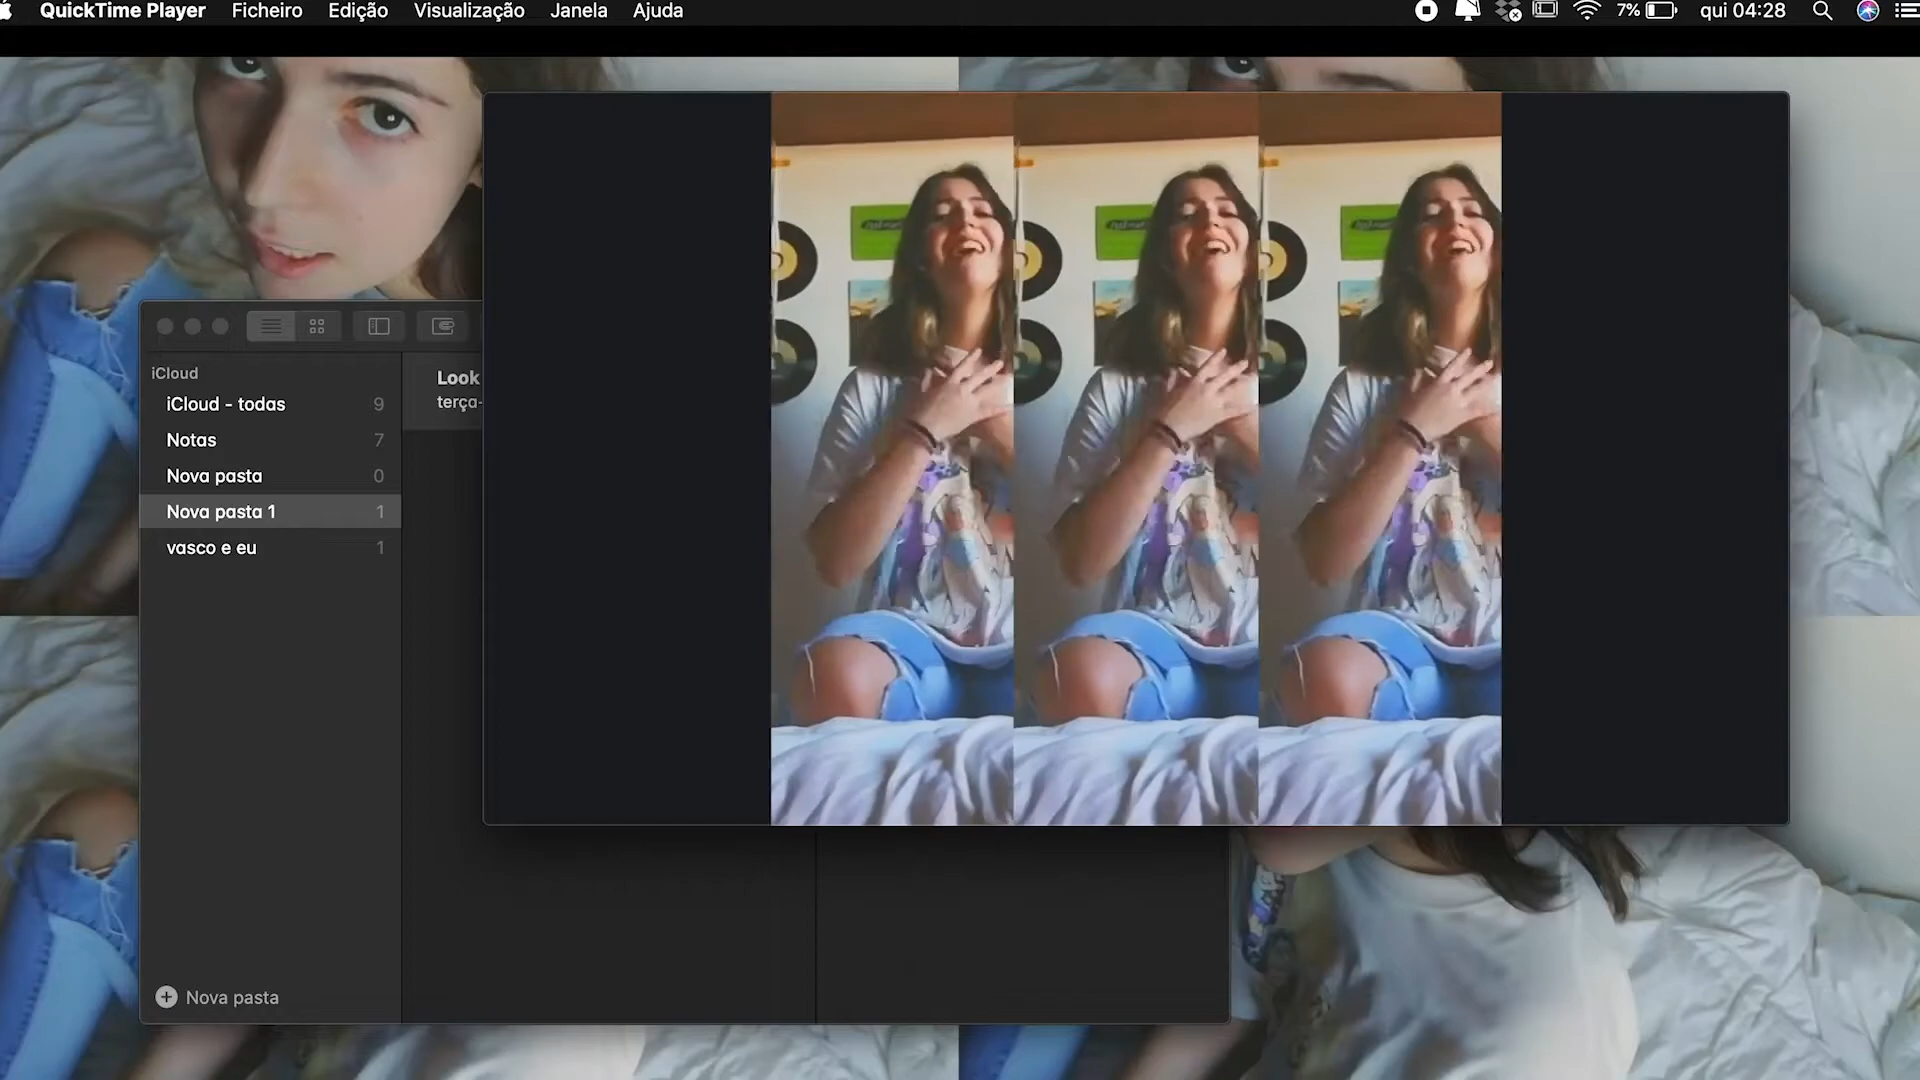 QuickTime Player Ficheiro Edição Visualização Janela Ajuda 7% qui 04:28
iCloud
iCloud - todas 9
Notas 7
Nova pasta 0
Nova pasta 1 1
vasco e eu 1
Look
terça-
Nova pasta